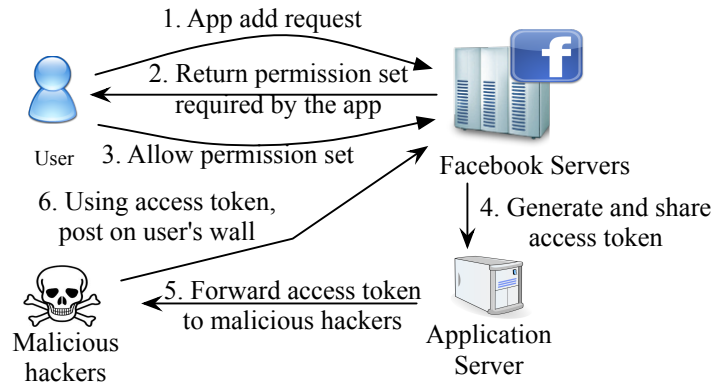 1. App add request
2. Return permission set
required by the app
User
3. Allow permission set
Facebook Servers
6. Using access token,
post on user's wall
4. Generate and share
access token
5. Forward access token
to malicious hackers
Malicious
hackers
Application
Server
f